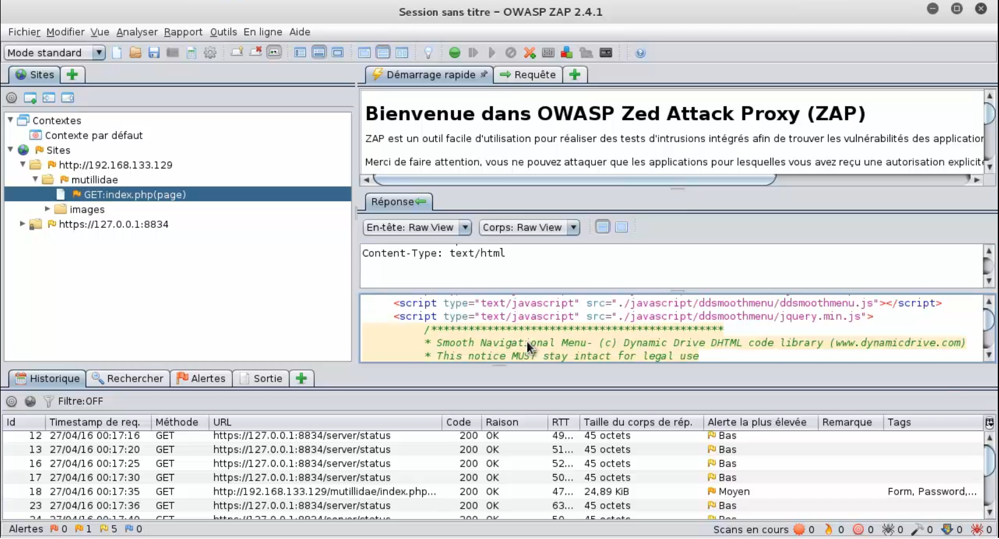 Session sans titre – OWASP ZAP 2.4.1
Fichier Modifier Vue Analyser Rapport Outils En ligne Aide
Mode standard
Sites
Démarrage rapide
Requête
Contextes
Contexte par défaut
Sites
http://192.168.133.129
mutillidae
GET:index.php(page)
images
https://127.0.0.1:8834
Bienvenue dans OWASP Zed Attack Proxy (ZAP)
ZAP est un outil facile d'utilisation pour réaliser des tests d'intrusions intégrés afin de trouver les vulnérabilités des application
Merci de faire attention, vous ne pouvez attaquer que les applications pour lesquelles vous avez reçu une autorisation explicite
Réponse
En-tête: Raw View
Corps: Raw View
Content-Type: text/html
<script type="text/javascript" src="./javascript/ddsmoothmenu/ddsmoothmenu.js"></script>
<script type="text/javascript" src="./javascript/ddsmoothmenu/jquery.min.js">
/***********************************************
* Smooth Navigational Menu- (c) Dynamic Drive DHTML code library (www.dynamicdrive.com)
* This notice MUST stay intact for legal use
Historique
Rechercher
Alertes
Sortie
Filtre:OFF
Id Timestamp de req. Méthode URL Code Raison RTT Taille du corps de rép. Alerte la plus élevée Remarque Tags
12 27/04/16 00:17:16 GET https://127.0.0.1:8834/server/status 200 OK 49... 45 octets Bas
13 27/04/16 00:17:20 GET https://127.0.0.1:8834/server/status 200 OK 51... 45 octets Bas
16 27/04/16 00:17:25 GET https://127.0.0.1:8834/server/status 200 OK 52... 45 octets Bas
17 27/04/16 00:17:30 GET https://127.0.0.1:8834/server/status 200 OK 50... 45 octets Bas
18 27/04/16 00:17:35 GET http://192.168.133.129/mutillidae/index.php... 200 OK 47... 24,89 KiB Moyen Form, Password,...
23 27/04/16 00:17:36 GET https://127.0.0.1:8834/server/status 200 OK 63... 45 octets Bas
Alertes 0 1 5 0
Scans en cours 0 0 0 0 0 0 0